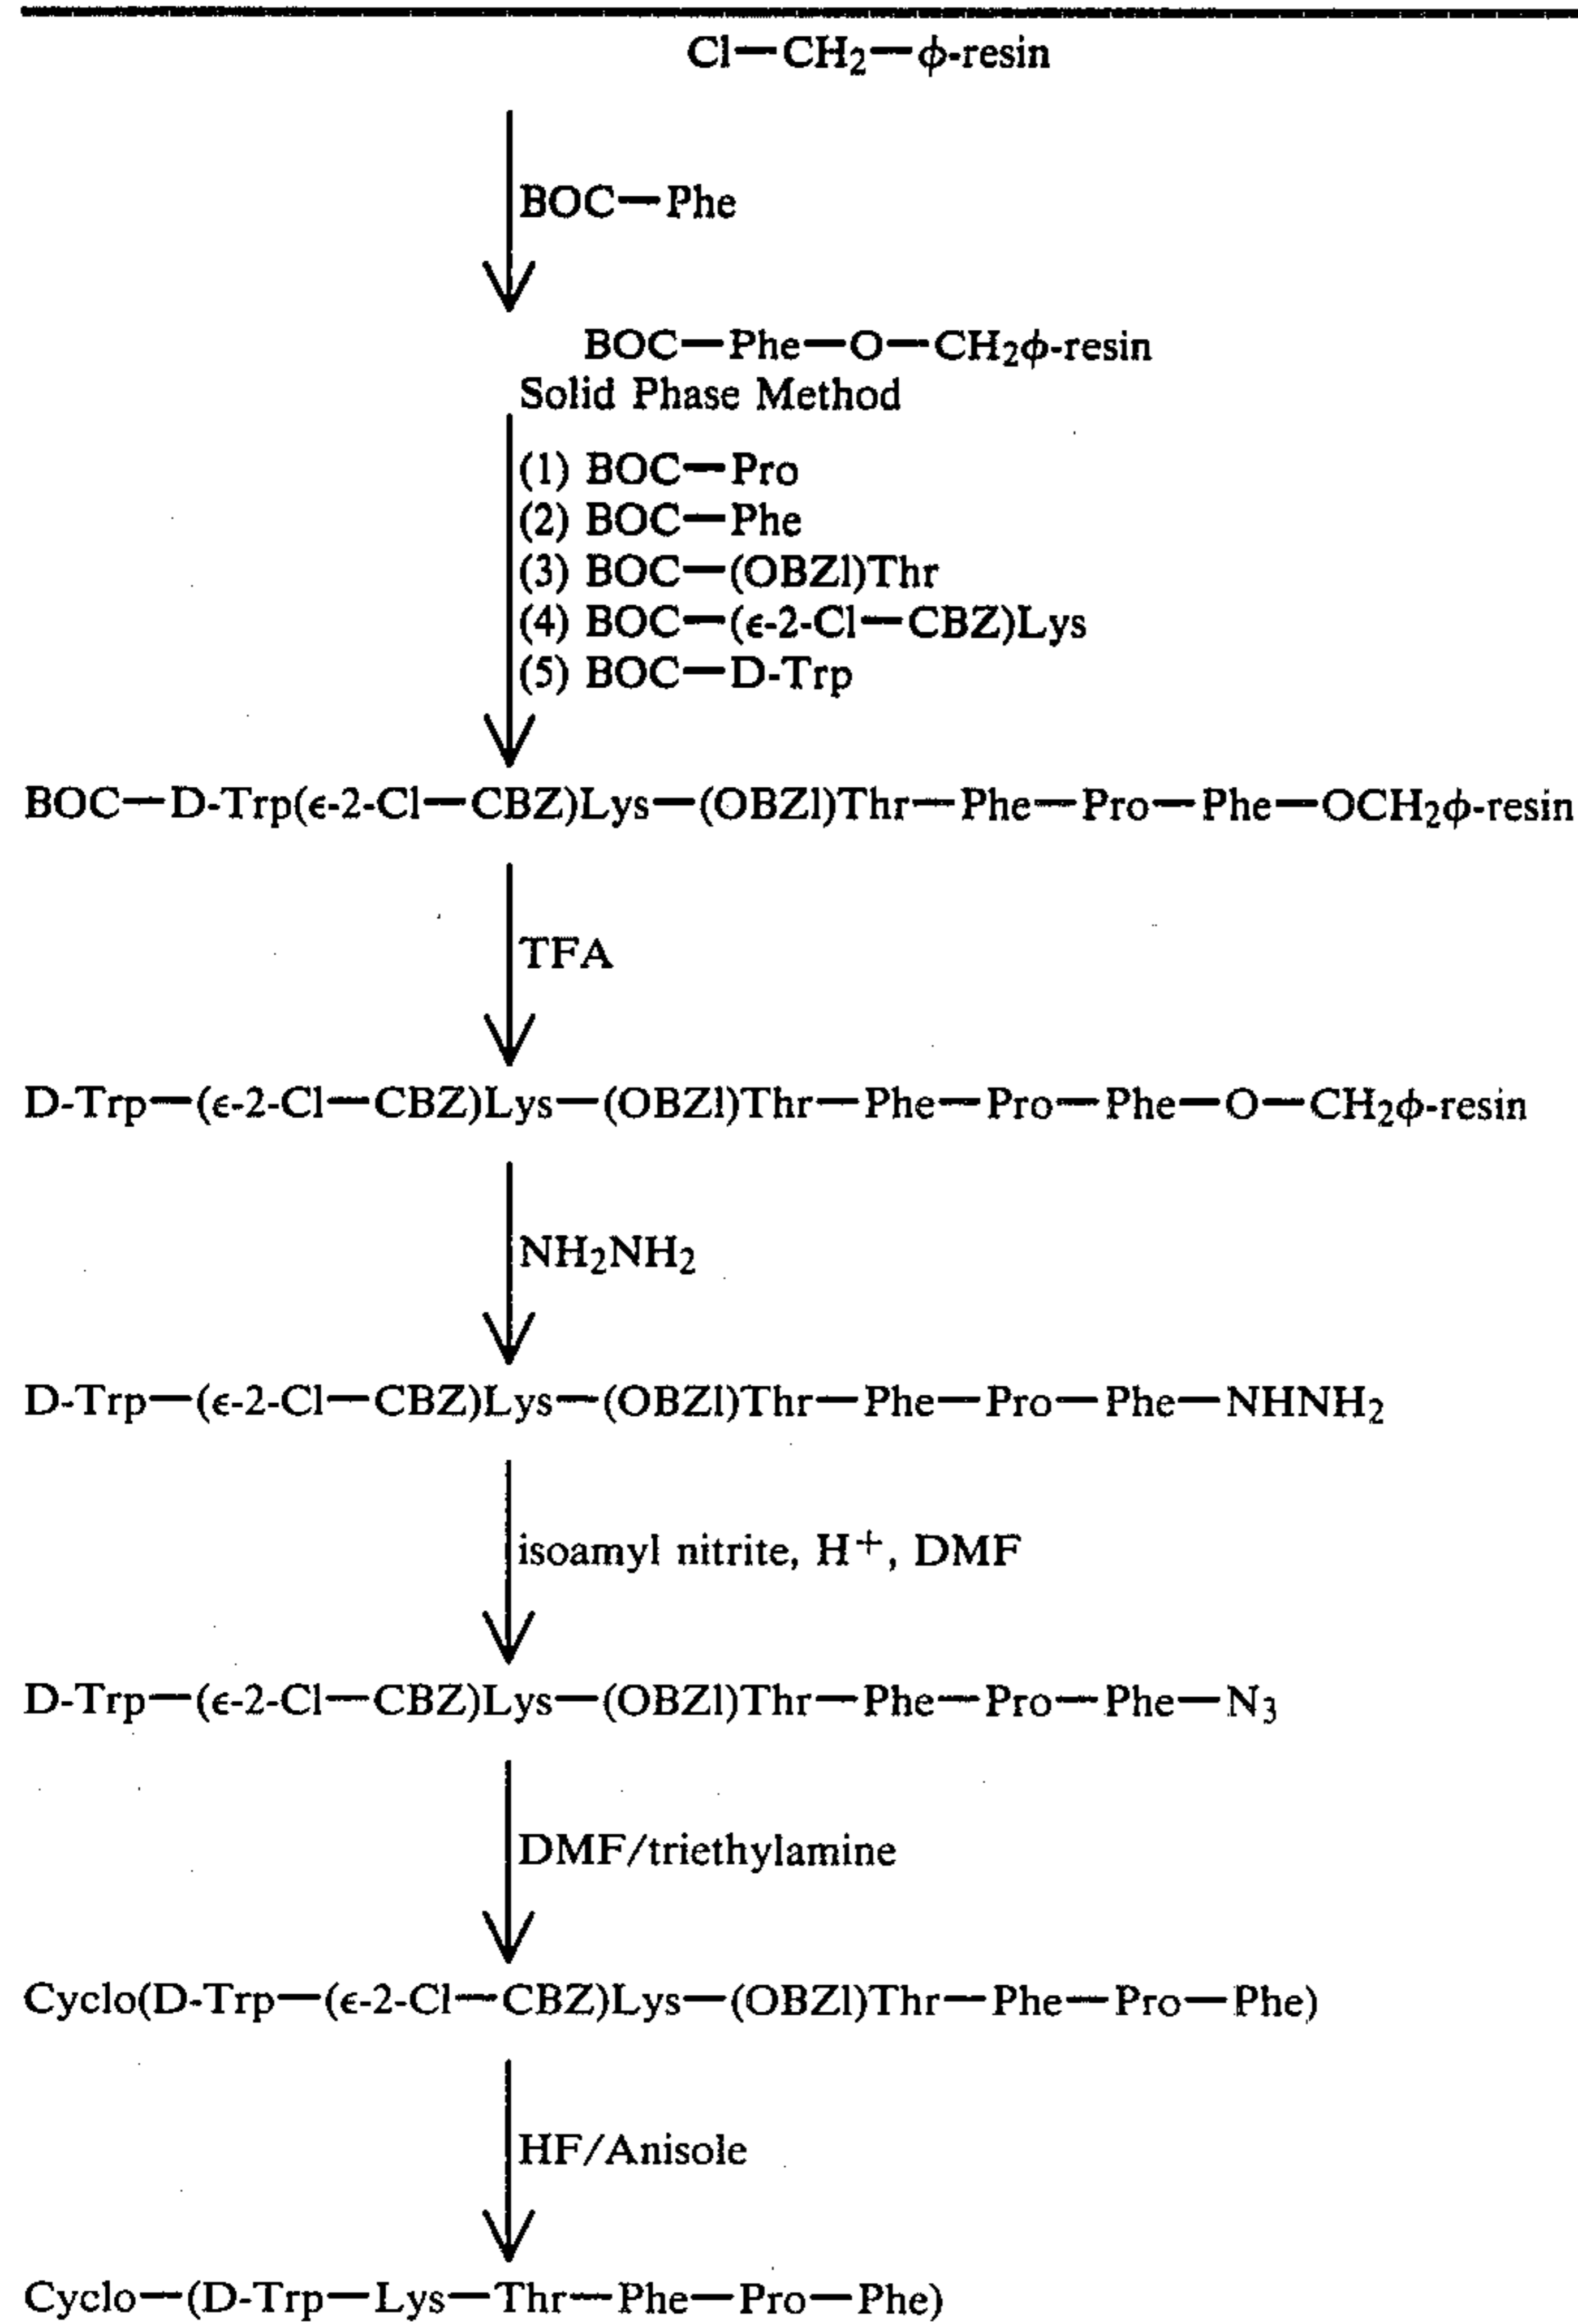 Cl—CH₂—ϕ-resin
BOC—Phe
BOC—Phe—O—CH₂ϕ-resin
Solid Phase Method
(1) BOC—Pro
(2) BOC—Phe
(3) BOC—(OBZl)Thr
(4) BOC—(ϵ-2-Cl—CBZ)Lys
(5) BOC—D-Trp
BOC—D-Trp(ϵ-2-Cl—CBZ)Lys—(OBZl)Thr—Phe—Pro—Phe—OCH₂ϕ-resin
TFA
D-Trp—(ϵ-2-Cl—CBZ)Lys—(OBZl)Thr—Phe—Pro—Phe—O—CH₂ϕ-resin
NH₂NH₂
D-Trp—(ϵ-2-Cl—CBZ)Lys—(OBZl)Thr—Phe—Pro—Phe—NHNH₂
isoamyl nitrite, H⁺, DMF
D-Trp—(ϵ-2-Cl—CBZ)Lys—(OBZl)Thr—Phe—Pro—Phe—N₃
DMF/triethylamine
Cyclo(D-Trp—(ϵ-2-Cl—CBZ)Lys—(OBZl)Thr—Phe—Pro—Phe)
HF/Anisole
Cyclo—(D-Trp—Lys—Thr—Phe—Pro—Phe)